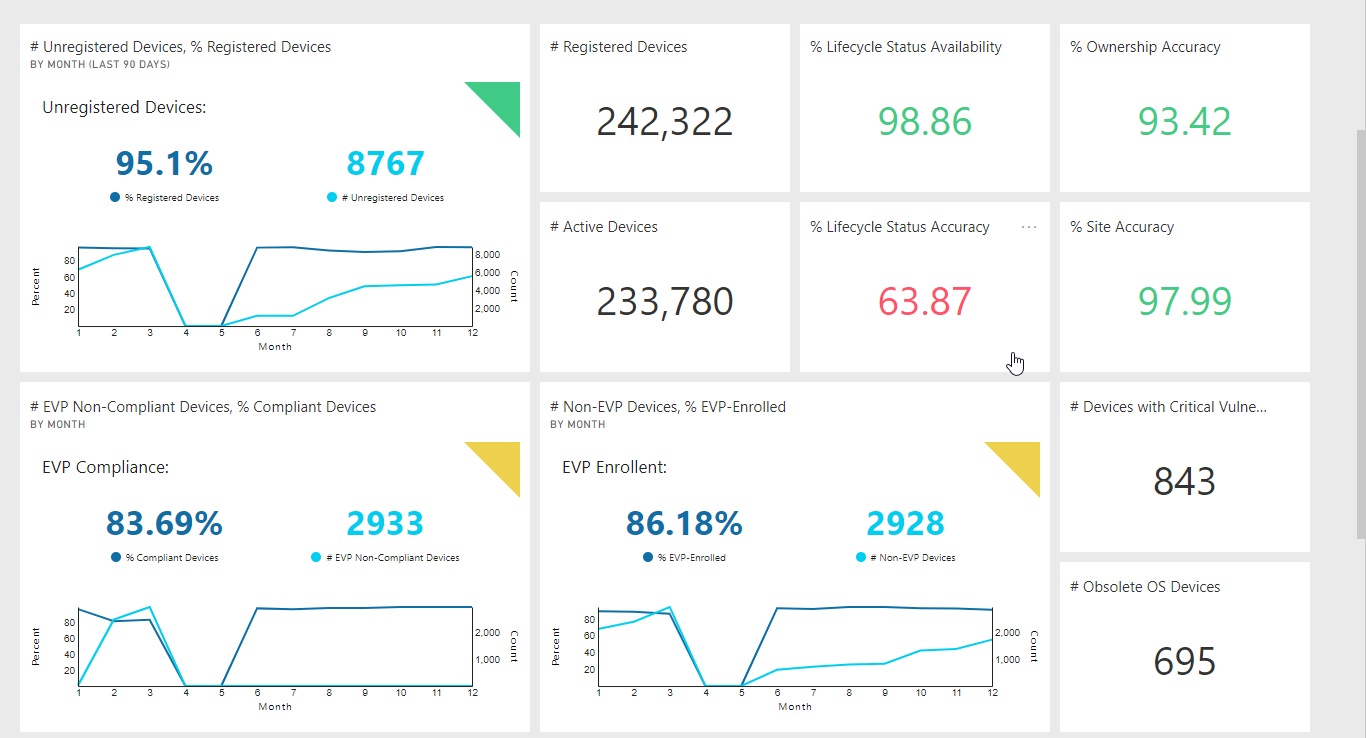 # Unregistered Devices, % Registered Devices
BY MONTH (LAST 90 DAYS)
Unregistered Devices:
95.1%
8767
% Registered Devices
# Unregistered Devices
Percent
80
60
40
20
8,000
6,000
4,000
2,000
Count
1 2 3 4 5 6 7 8 9 10 11 12
Month
# Registered Devices
242,322
% Lifecycle Status Availability
98.86
% Ownership Accuracy
93.42
# Active Devices
233,780
% Lifecycle Status Accuracy ...
63.87
% Site Accuracy
97.99
# EVP Non-Compliant Devices, % Compliant Devices
BY MONTH
EVP Compliance:
83.69%
2933
% Compliant Devices
# EVP Non-Compliant Devices
Percent
80
60
40
20
2,000
1,000
Count
1 2 3 4 5 6 7 8 9 10 11 12
Month
# Non-EVP Devices, % EVP-Enrolled
BY MONTH
EVP Enrollent:
86.18%
2928
% EVP-Enrolled
# Non-EVP Devices
Percent
80
60
40
20
2,000
1,000
Count
1 2 3 4 5 6 7 8 9 10 11 12
Month
# Devices with Critical Vulne...
843
# Obsolete OS Devices
695